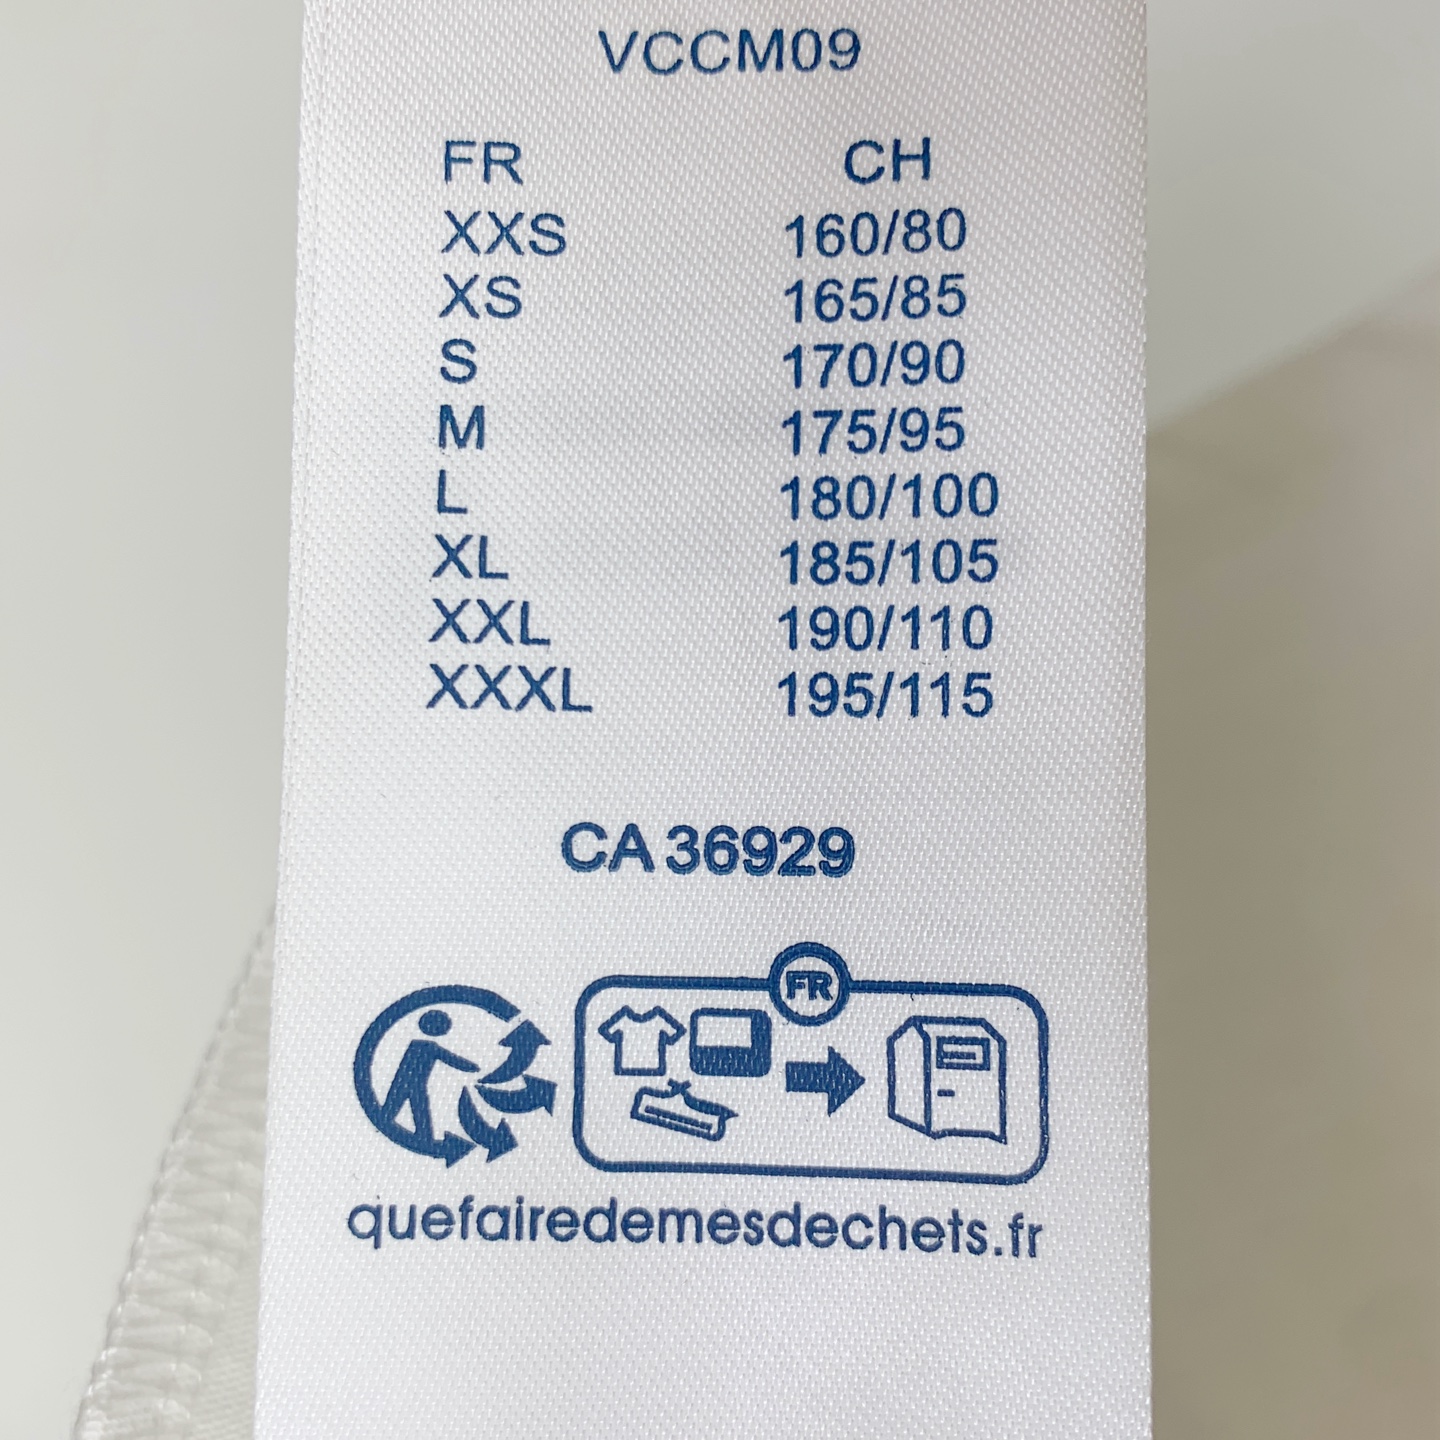 VCCM09
FR CH
XXS 160/80
XS 165/85
S 170/90
M 175/95
L 180/100
XL 185/105
XXL 190/110
XXXL 195/115
CA 36929
FR
quefairedemesdechets.fr